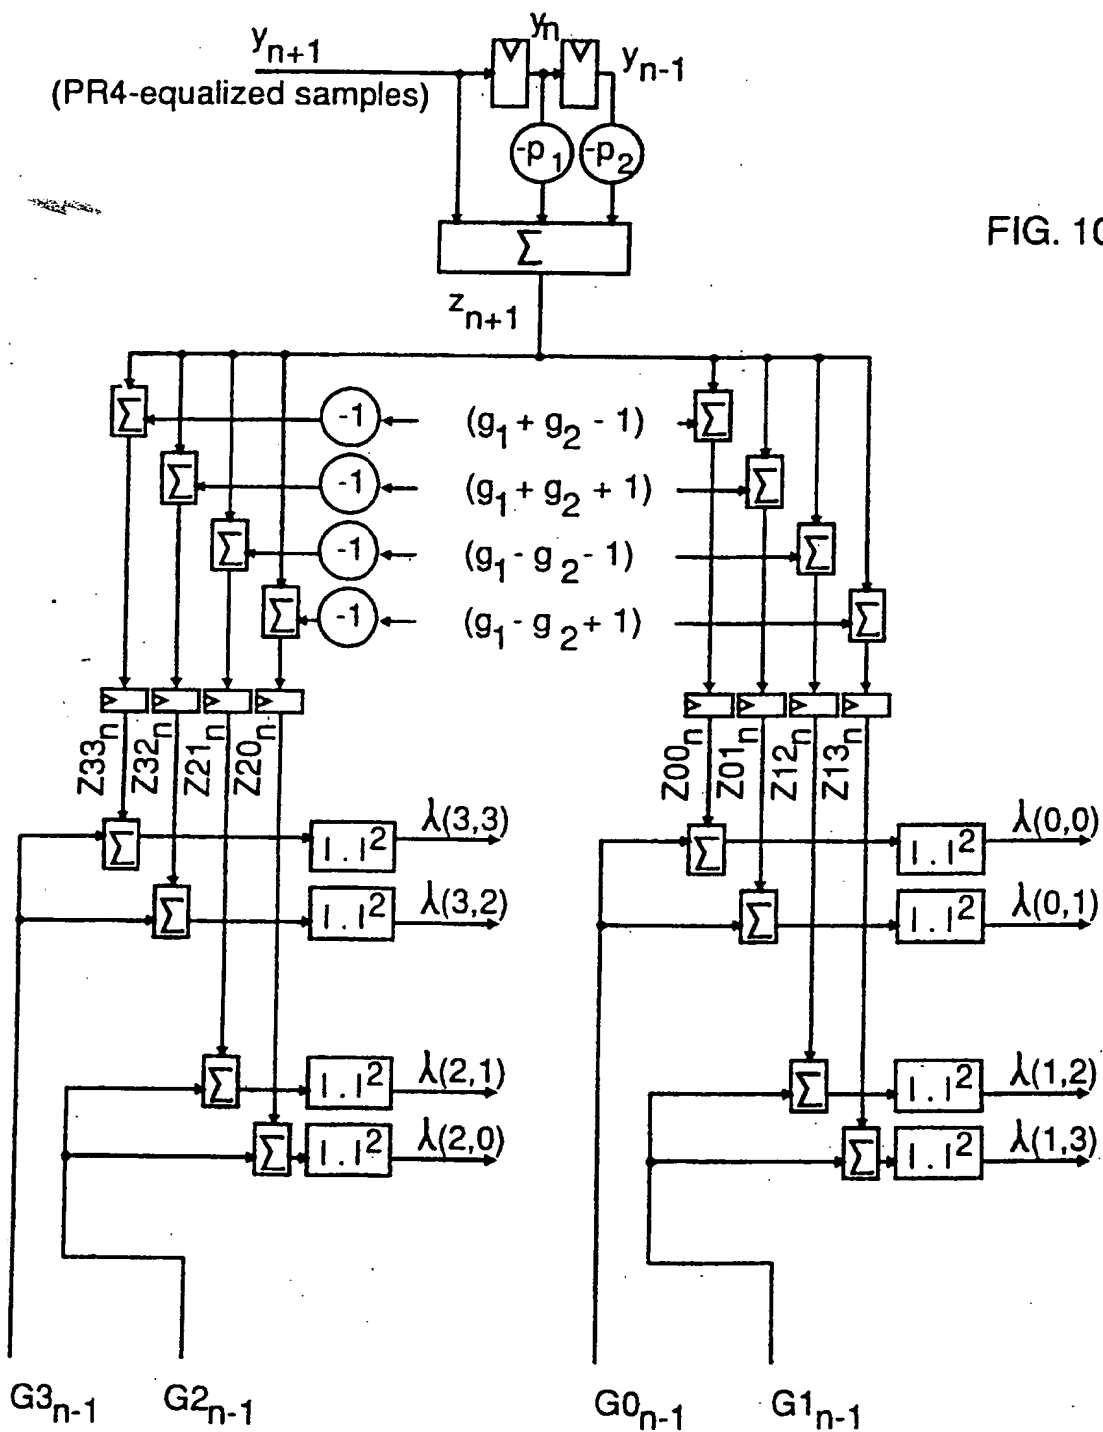 y_{n+1} y_n y_{n-1}
(PR4-equalized samples)
-p_1 -p_2
Σ
FIG. 10
z_{n+1}
Σ -1 (g_1 + g_2 - 1) Σ
Σ -1 (g_1 + g_2 + 1) Σ
Σ -1 (g_1 - g_2 - 1) Σ
Σ -1 (g_1 - g_2 + 1) Σ
Z33_n Z32_n Z21_n Z20_n Z00_n Z01_n Z12_n Z13_n
Σ |.|^2 λ(3,3) Σ |.|^2 λ(0,0)
Σ |.|^2 λ(3,2) Σ |.|^2 λ(0,1)
Σ |.|^2 λ(2,1) Σ |.|^2 λ(1,2)
Σ |.|^2 λ(2,0) Σ |.|^2 λ(1,3)
G3_{n-1} G2_{n-1} G0_{n-1} G1_{n-1}